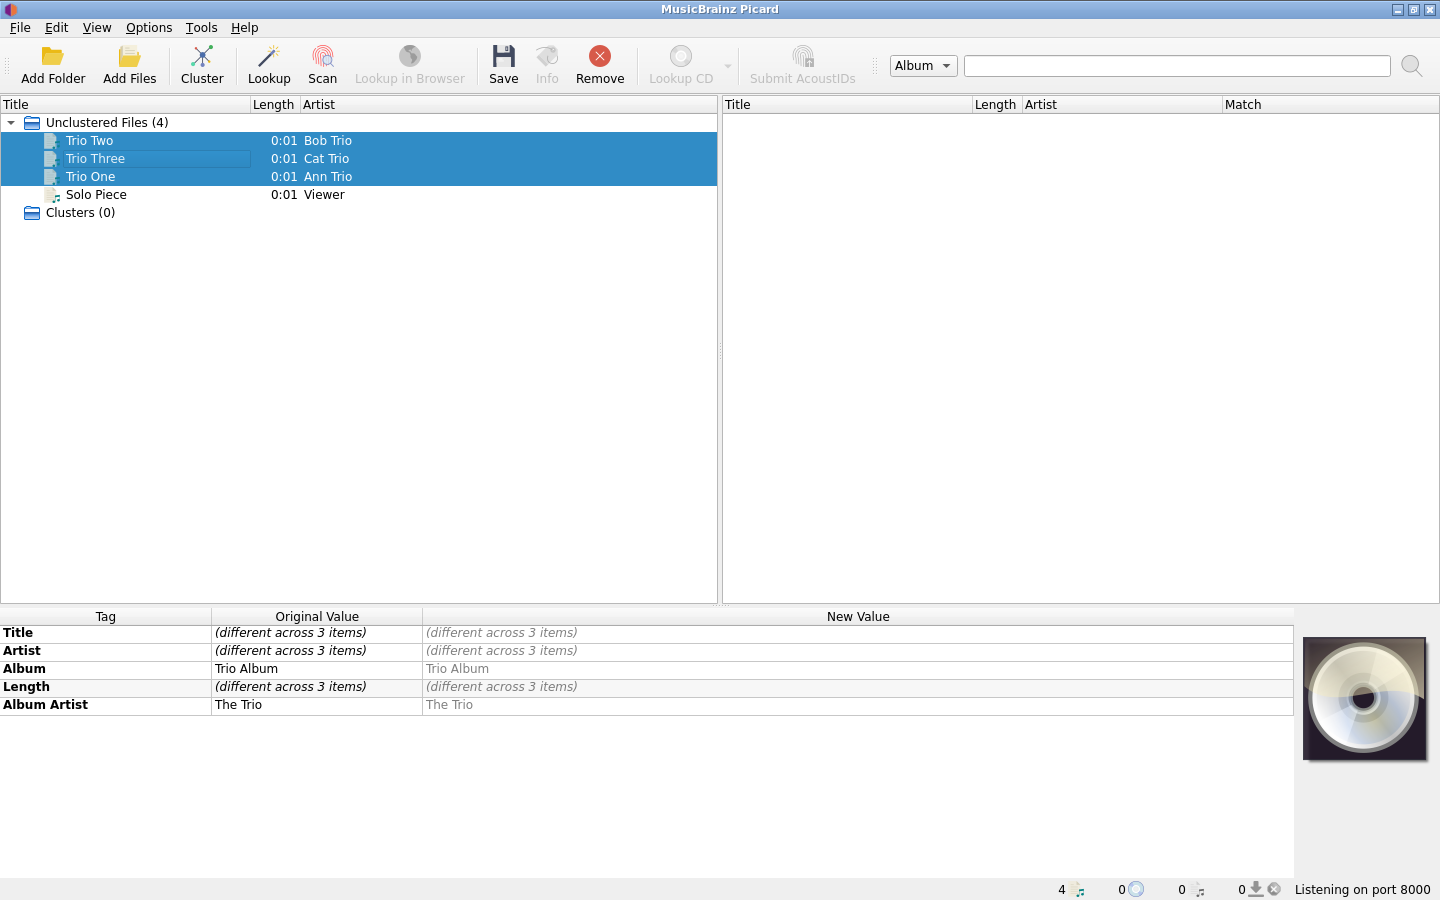 MusicBrainz Picard
File Edit View Options Tools Help
Add Folder Add Files Cluster Lookup Scan Lookup in Browser Save Info Remove Lookup CD Submit AcoustIDs Album
Title Length Artist
Unclustered Files (4)
Trio Two 0:01 Bob Trio
Trio Three 0:01 Cat Trio
Trio One 0:01 Ann Trio
Solo Piece 0:01 Viewer
Clusters (0)
Title Length Artist Match
Tag Original Value New Value
Title (different across 3 items) (different across 3 items)
Artist (different across 3 items) (different across 3 items)
Album Trio Album Trio Album
Length (different across 3 items) (different across 3 items)
Album Artist The Trio The Trio
4 0 0 0 Listening on port 8000